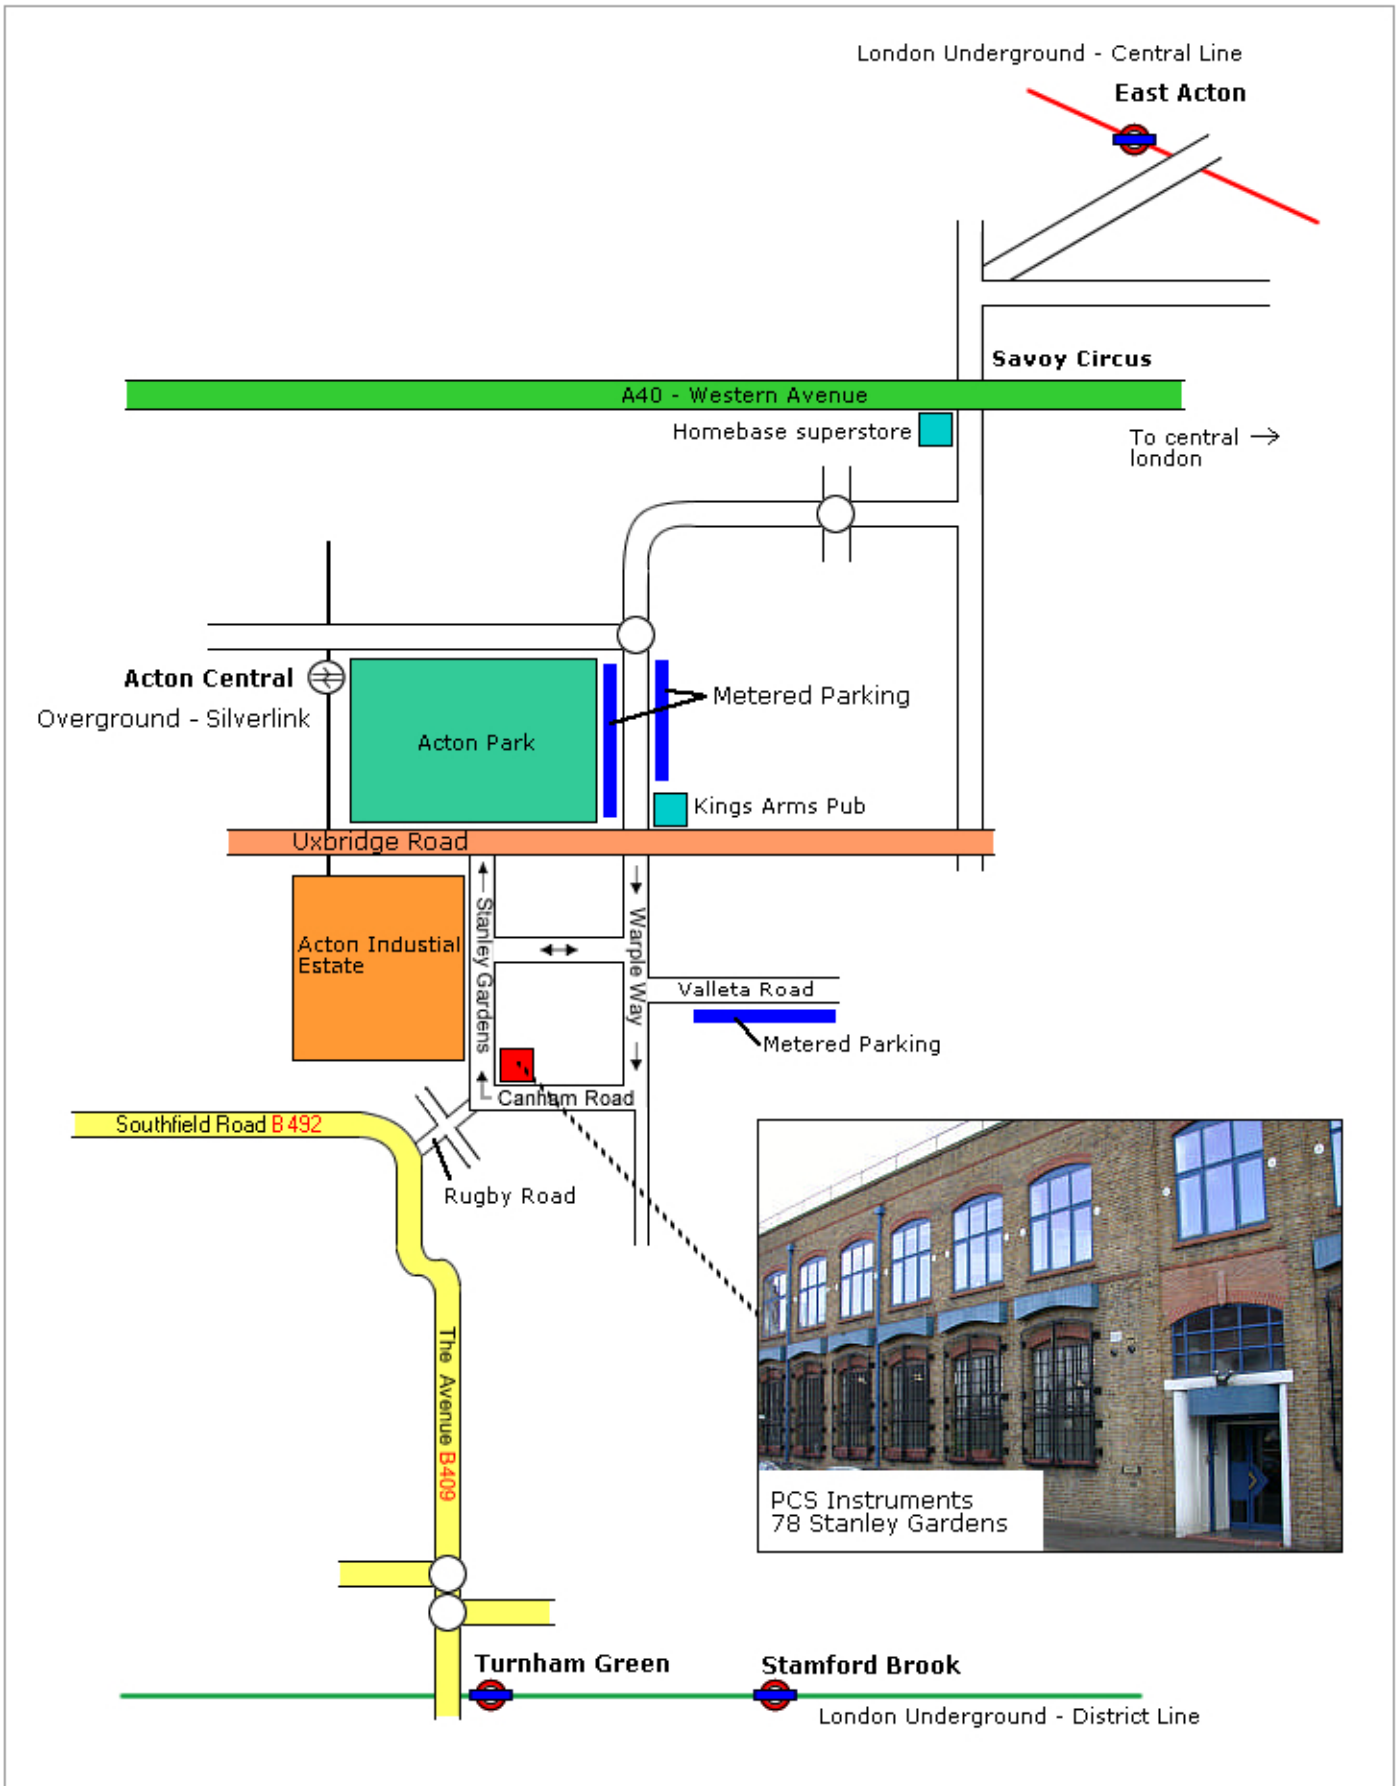 London Underground - Central Line
East Acton
Savoy Circus
A40 - Western Avenue
Homebase superstore
To central
london
Acton Central
Overground - Silverlink
Metered Parking
Acton Park
Kings Arms Pub
Uxbridge Road
Stanley Gardens
Warple Way
Acton Industial
Estate
Valleta Road
Metered Parking
Canham Road
Southfield Road B492
Rugby Road
The Avenue B409
PCS Instruments
78 Stanley Gardens
Turnham Green
Stamford Brook
London Underground - District Line